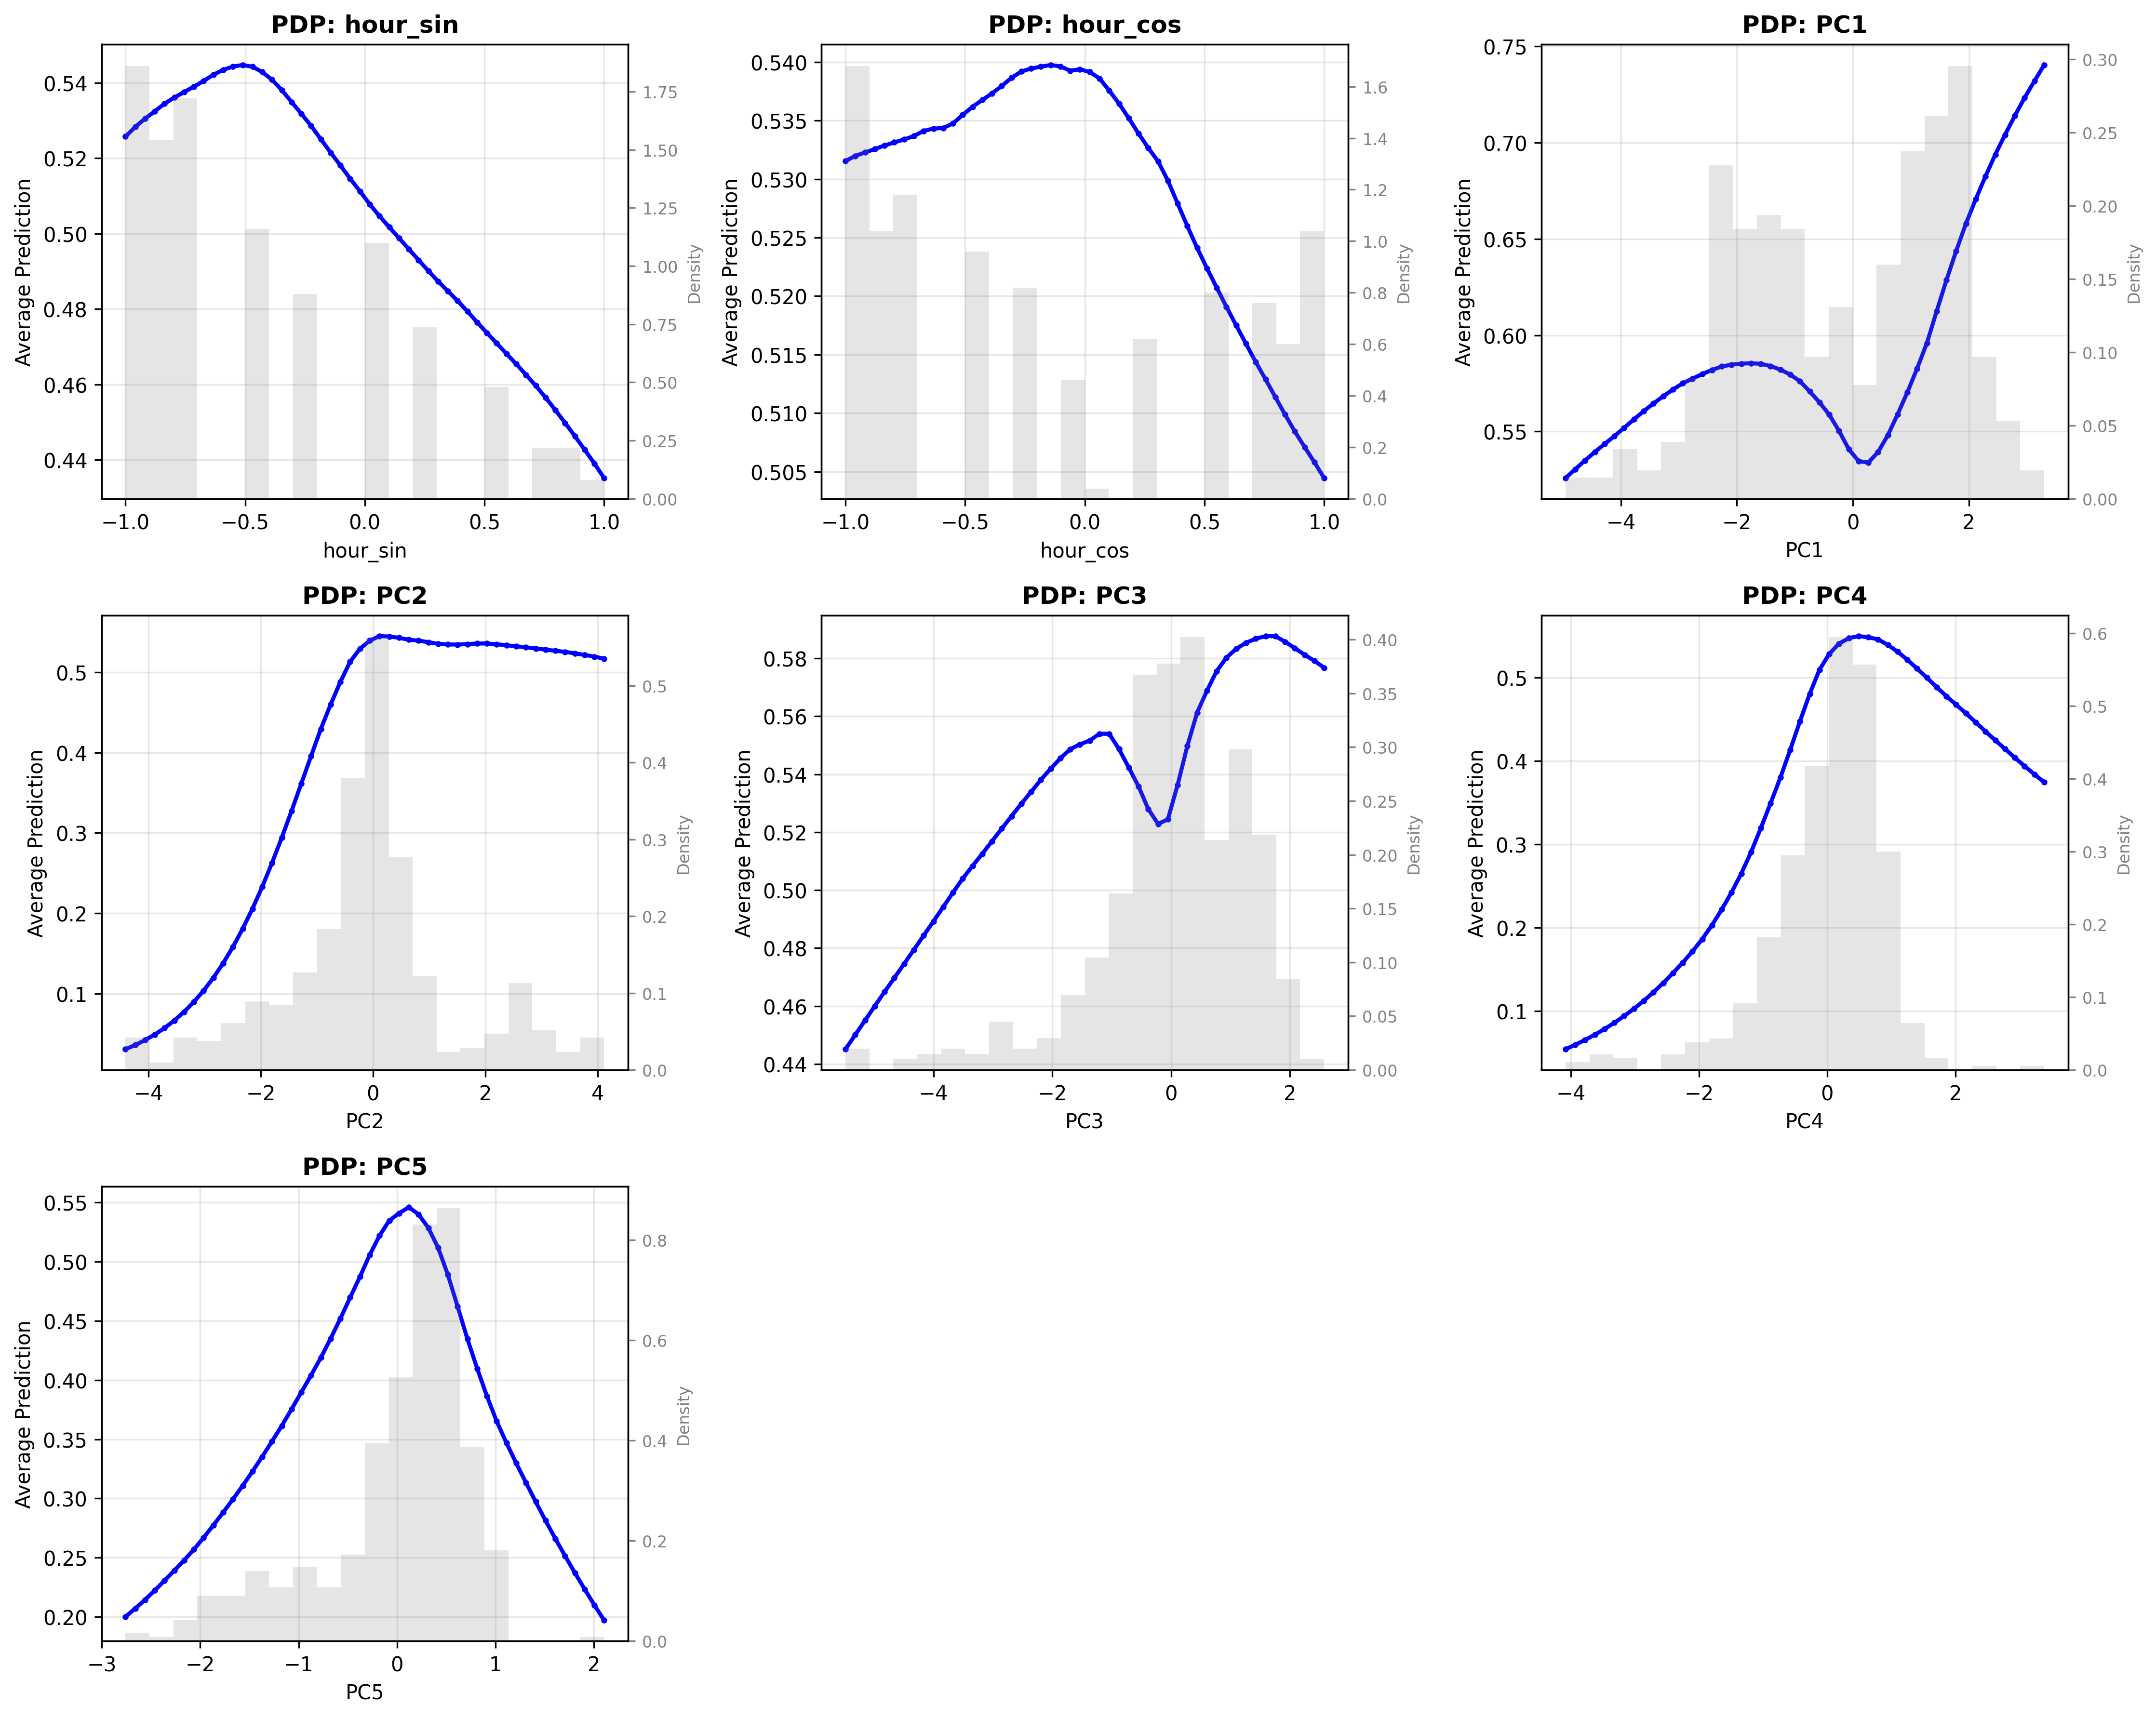 PDP: hour_sin
0.54
0.52
0.50
0.48
0.46
0.44
Average Prediction
−1.0 −0.5 0.0 0.5 1.0
hour_sin
1.75
1.50
1.25
1.00
0.75
0.50
0.25
0.00
Density
PDP: hour_cos
0.540
0.535
0.530
0.525
0.520
0.515
0.510
0.505
Average Prediction
−1.0 −0.5 0.0 0.5 1.0
hour_cos
1.6
1.4
1.2
1.0
0.8
0.6
0.4
0.2
0.0
Density
PDP: PC1
0.75
0.70
0.65
0.60
0.55
Average Prediction
−4 −2 0 2
PC1
0.30
0.25
0.20
0.15
0.10
0.05
0.00
Density
PDP: PC2
0.5
0.4
0.3
0.2
0.1
Average Prediction
−4 −2 0 2 4
PC2
0.5
0.4
0.3
0.2
0.1
0.0
Density
PDP: PC3
0.58
0.56
0.54
0.52
0.50
0.48
0.46
0.44
Average Prediction
−4 −2 0 2
PC3
0.40
0.35
0.30
0.25
0.20
0.15
0.10
0.05
0.00
Density
PDP: PC4
0.5
0.4
0.3
0.2
0.1
Average Prediction
−4 −2 0 2
PC4
0.6
0.5
0.4
0.3
0.2
0.1
0.0
Density
PDP: PC5
0.55
0.50
0.45
0.40
0.35
0.30
0.25
0.20
Average Prediction
−3 −2 −1 0 1 2
PC5
0.8
0.6
0.4
0.2
0.0
Density